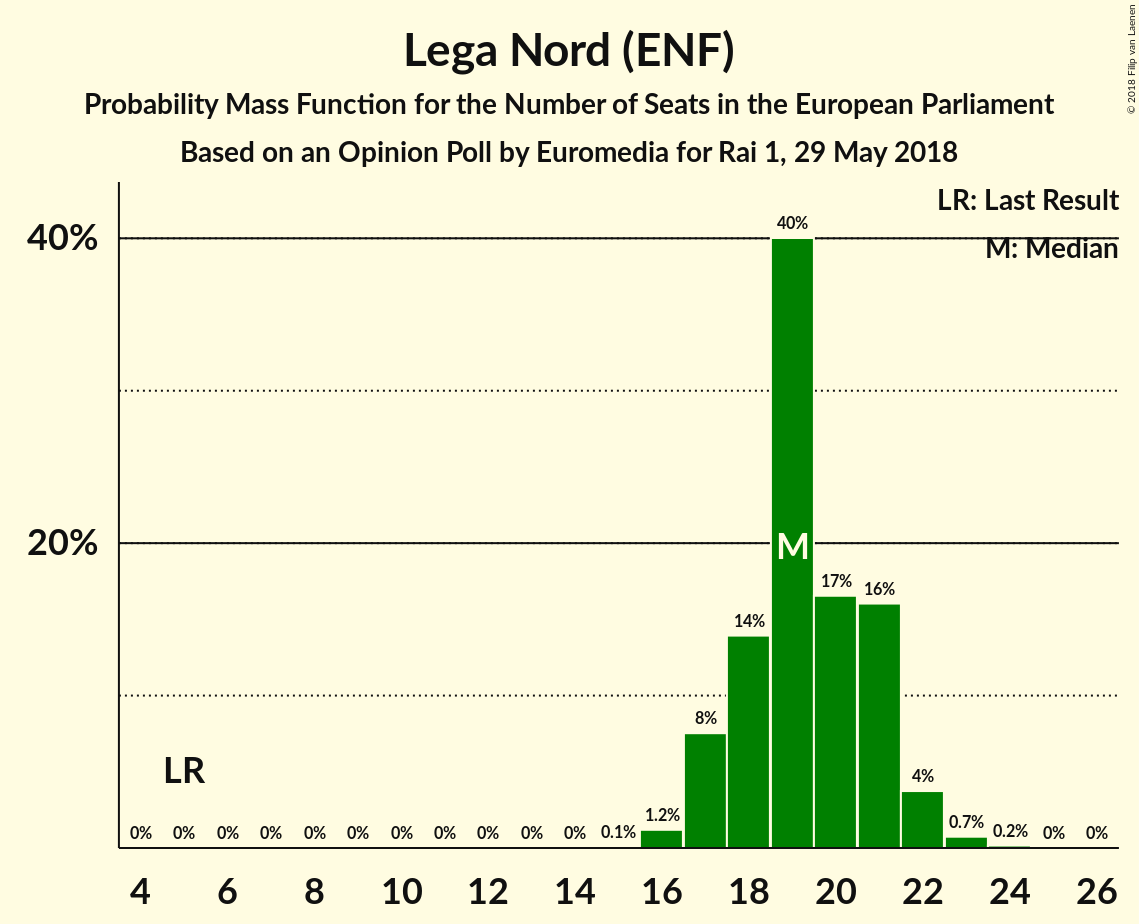 Lega Nord (ENF)
Probability Mass Function for the Number of Seats in the European Parliament
Based on an Opinion Poll by Euromedia for Rai 1, 29 May 2018
© 2018 Filip van Laenen
LR: Last Result
M: Median
40%
20%
40%
M
17%
16%
14%
8%
4%
LR
0% 0% 0% 0% 0% 0% 0% 0% 0% 0% 0% 0.1% 1.2% 0.7% 0.2% 0% 0%
4 6 8 10 12 14 16 18 20 22 24 26